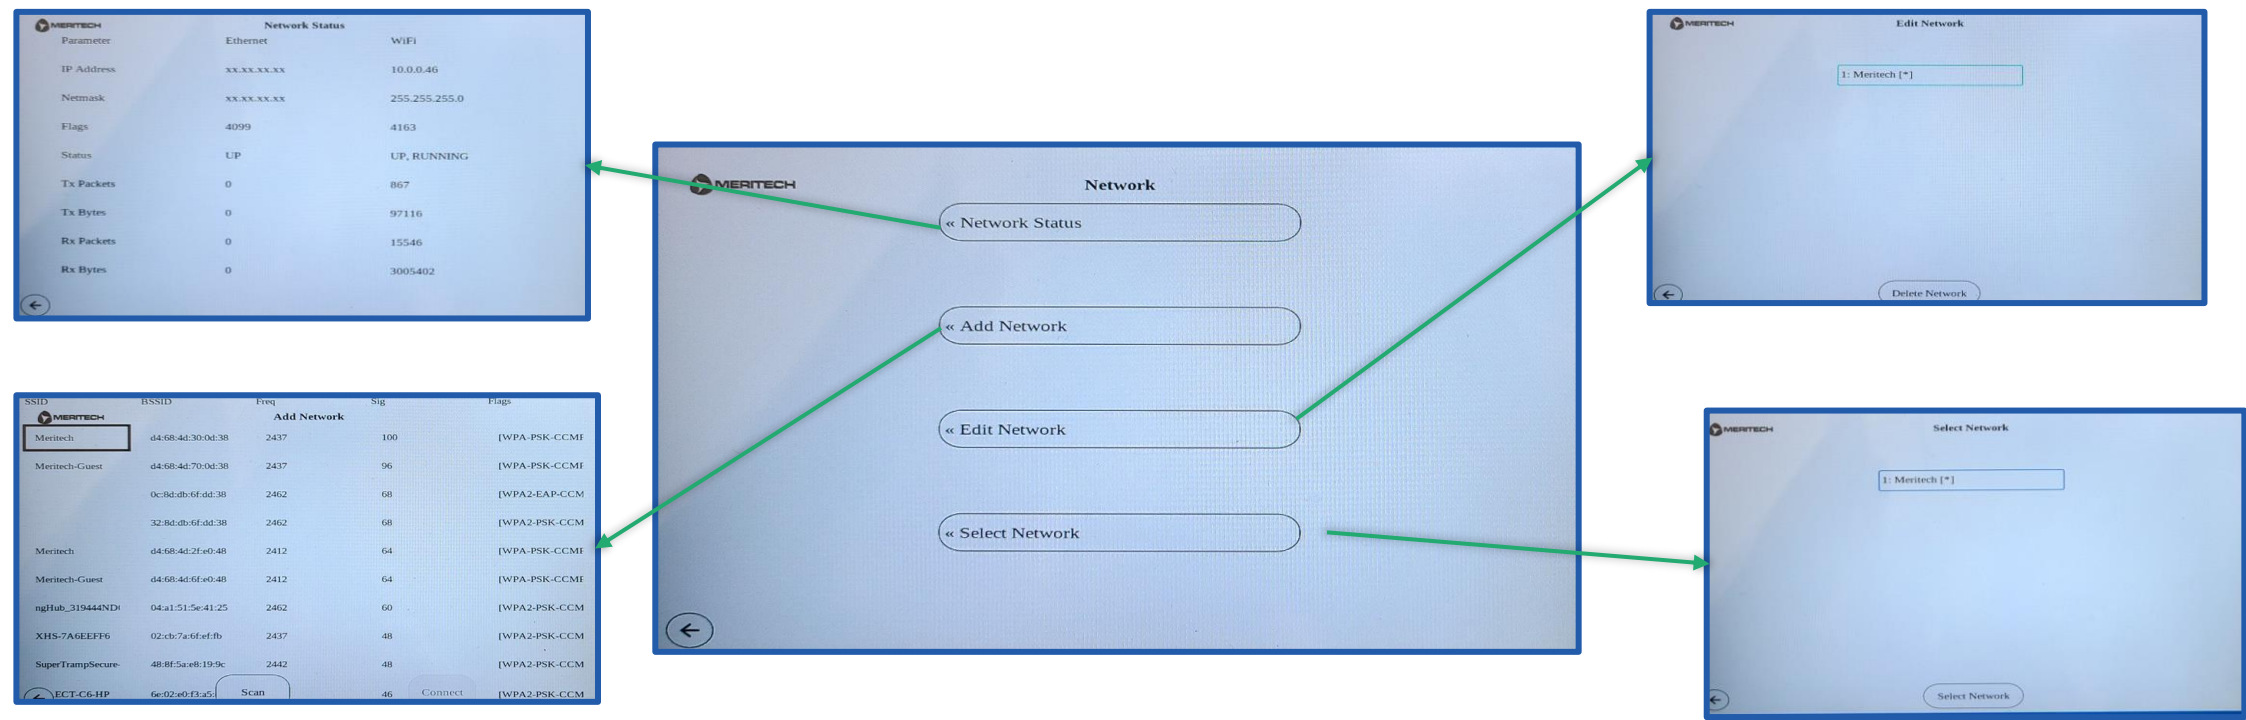 MERITECH Network Status
Parameter Ethernet WiFi
IP Address xx.xx.xx.xx 10.0.0.46
Netmask xx.xx.xx.xx 255.255.255.0
Flags 4099 4163
Status UP UP, RUNNING
Tx Packets 0 867
Tx Bytes 0 97116
Rx Packets 0 15546
Rx Bytes 0 3005402
MERITECH Network
« Network Status
« Add Network
« Edit Network
« Select Network
MERITECH Edit Network
1: Meritech [*]
Delete Network
SSID BSSID Freq Sig Flags
MERITECH Add Network
Meritech d4:68:4d:30:0d:38 2437 100 [WPA-PSK-CCMF
Meritech-Guest d4:68:4d:70:0d:38 2437 96 [WPA-PSK-CCMF
0c:8d:db:6f:dd:38 2462 68 [WPA2-EAP-CCM
32:8d:db:6f:dd:38 2462 68 [WPA2-PSK-CCM
Meritech d4:68:4d:2f:e0:48 2412 64 [WPA-PSK-CCMF
Meritech-Guest d4:68:4d:6f:e0:48 2412 64 [WPA-PSK-CCMF
ngHub_319444ND 04:a1:51:5e:41:25 2462 60 [WPA2-PSK-CCM
XHS-7A6EEFF6 02:cb:7a:6f:ef:fb 2437 48 [WPA2-PSK-CCM
SuperTrampSecure- 48:8f:5a:e8:19:9c 2442 48 [WPA2-PSK-CCM
ECT-C6-HP 6e:02:e0:f3:a5: Scan 46 Connect [WPA2-PSK-CCM
MERITECH Select Network
1: Meritech [*]
Select Network